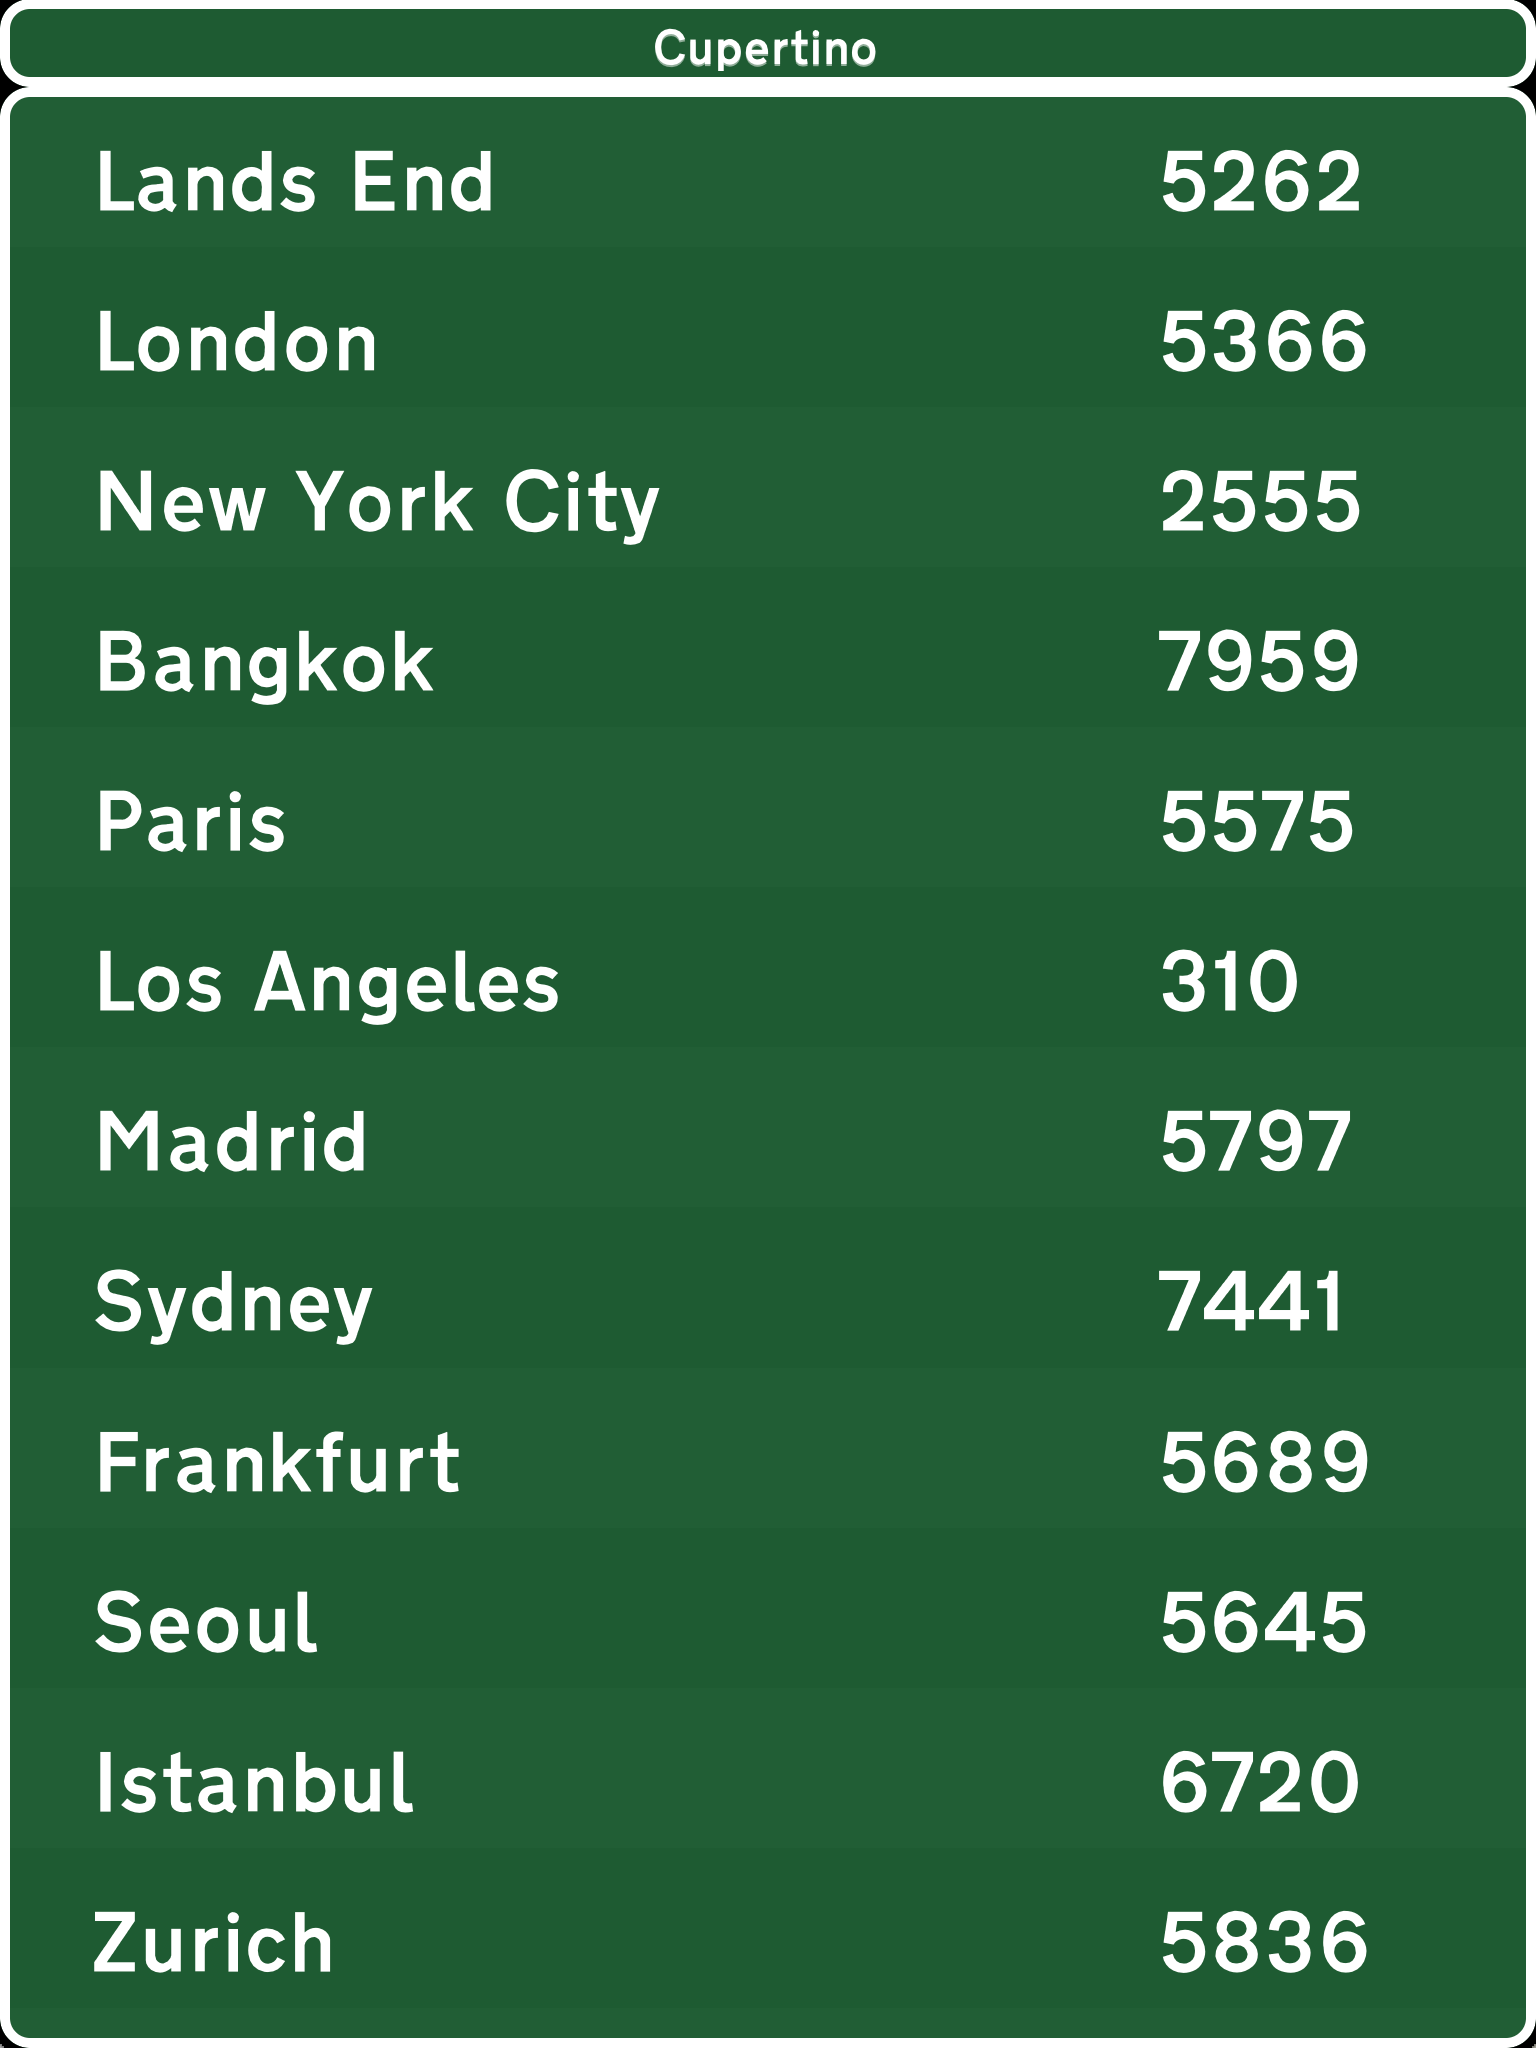 Cupertino
Lands End 5262
London 5366
New York City 2555
Bangkok 7959
Paris 5575
Los Angeles 310
Madrid 5797
Sydney 7441
Frankfurt 5689
Seoul 5645
Istanbul 6720
Zurich 5836